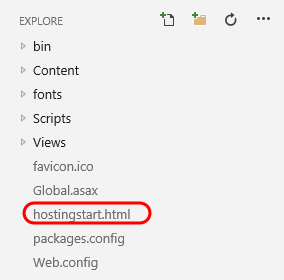 EXPLORE
bin
Content
fonts
Scripts
Views
favicon.ico
Global.asax
hostingstart.html
packages.config
Web.config